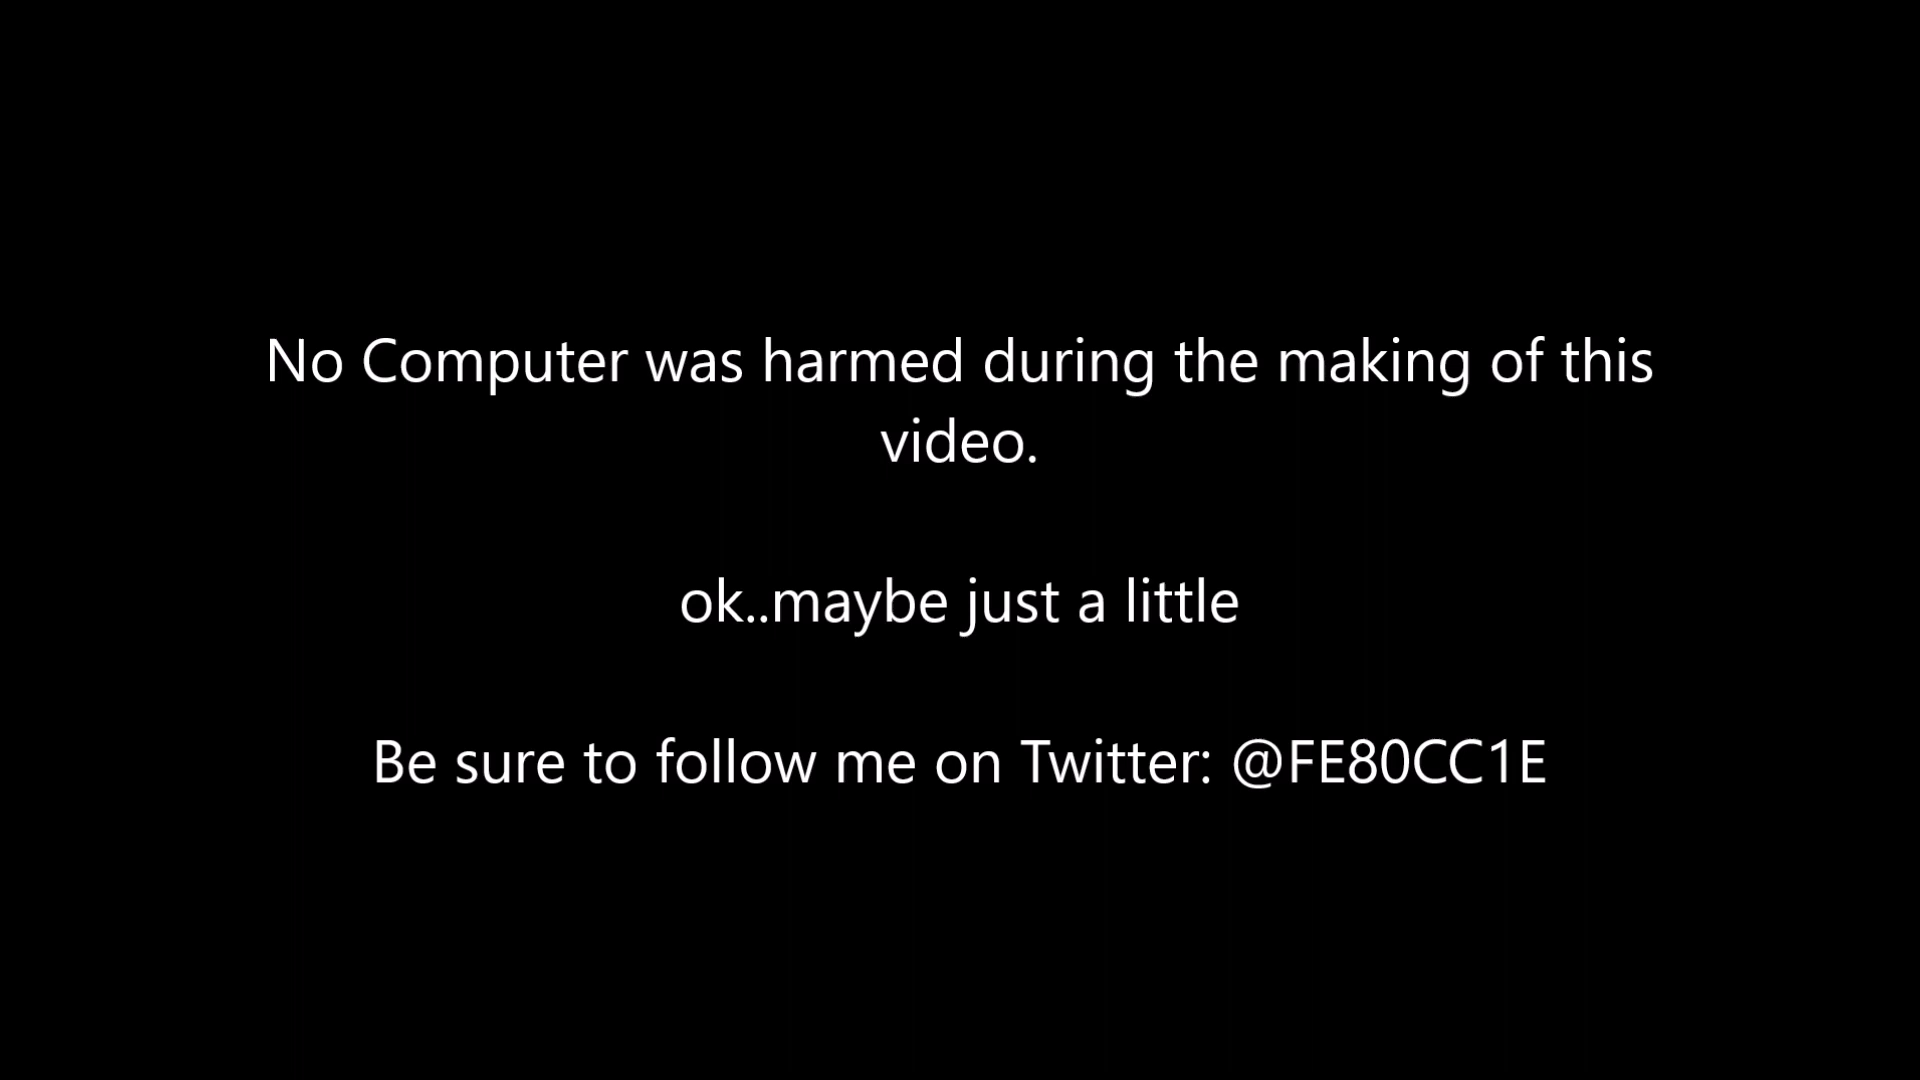 No Computer was harmed during the making of this
video.
ok..maybe just a little
Be sure to follow me on Twitter: @FE80CC1E